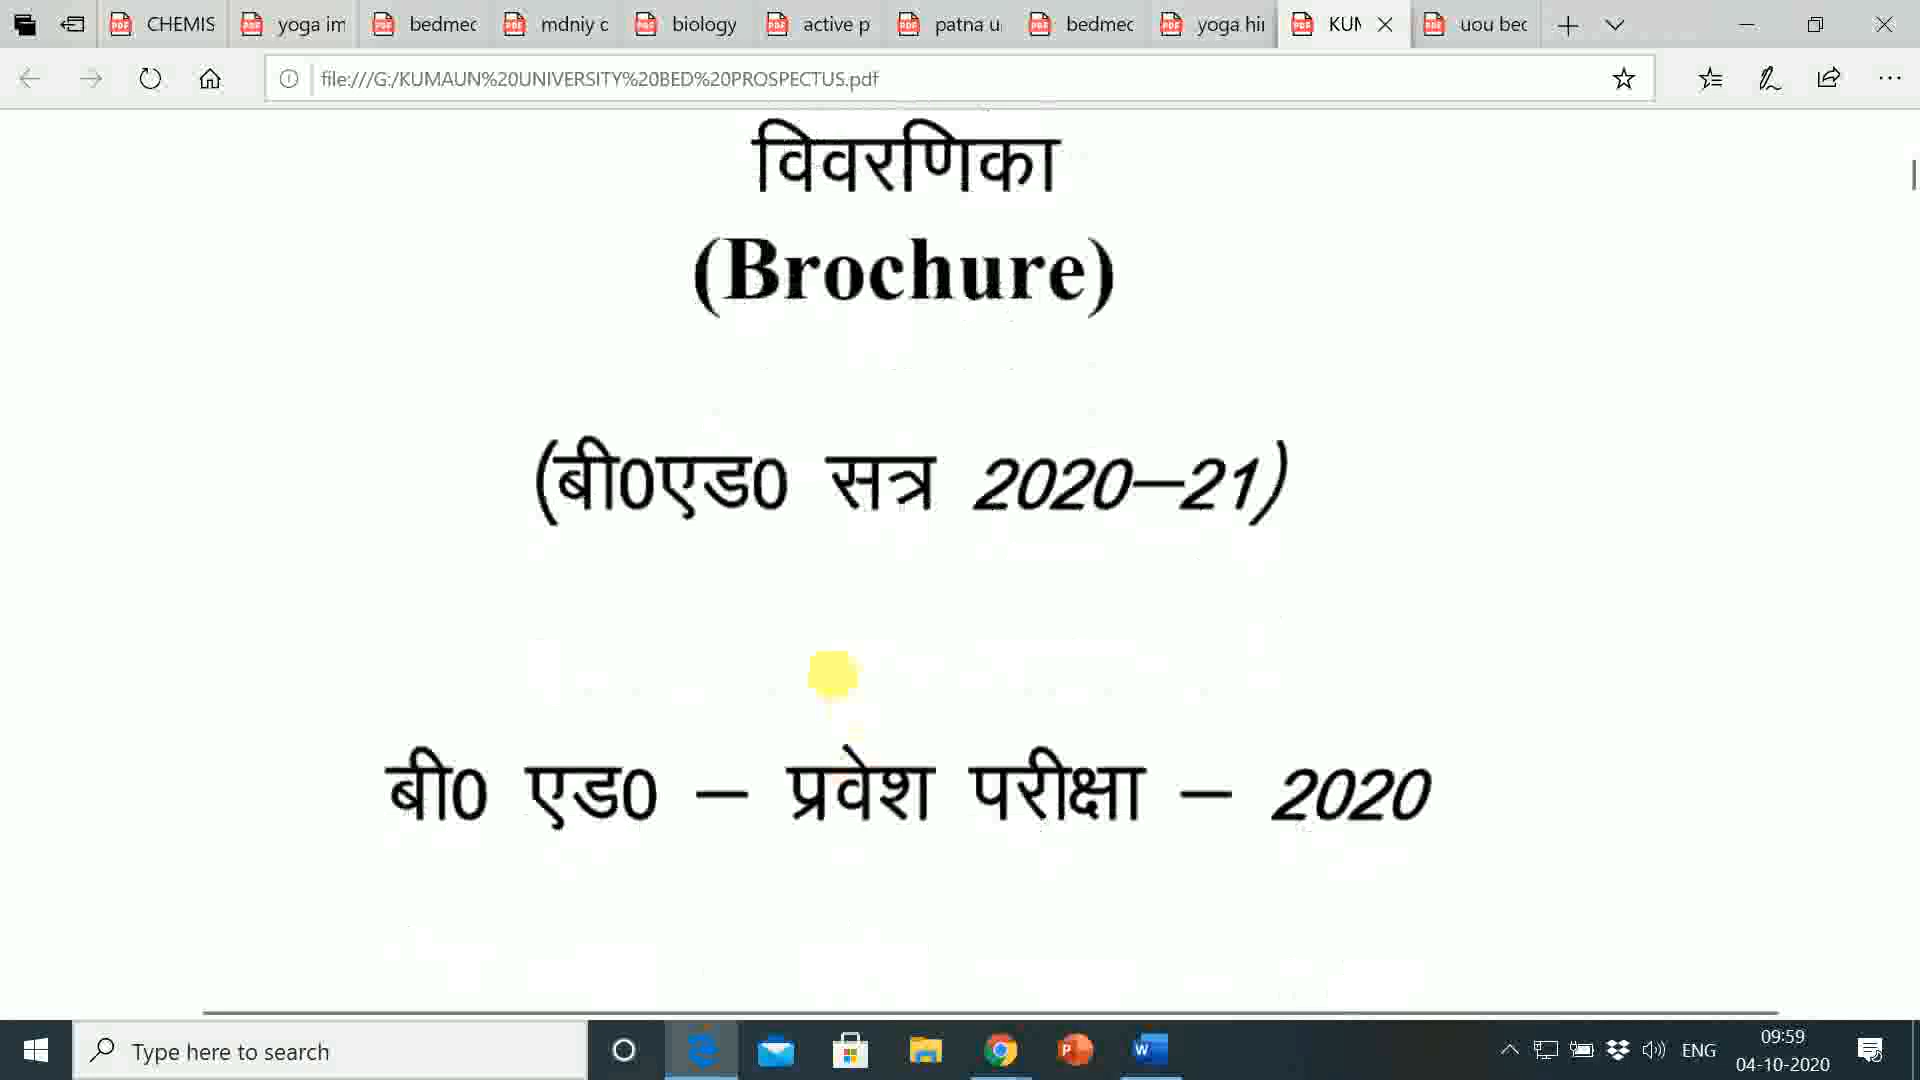 CHEMIS yoga im bedmec mdniy c biology active p patna u bedmec yoga hii KUM uou bec
file:///G:/KUMAUN%20UNIVERSITY%20BED%20PROSPECTUS.pdf
विवरणिका
(Brochure)
(बी0एड0 सत्र 2020–21)
बी0 एड0 – प्रवेश परीक्षा – 2020
Type here to search
ENG
09:59
04-10-2020